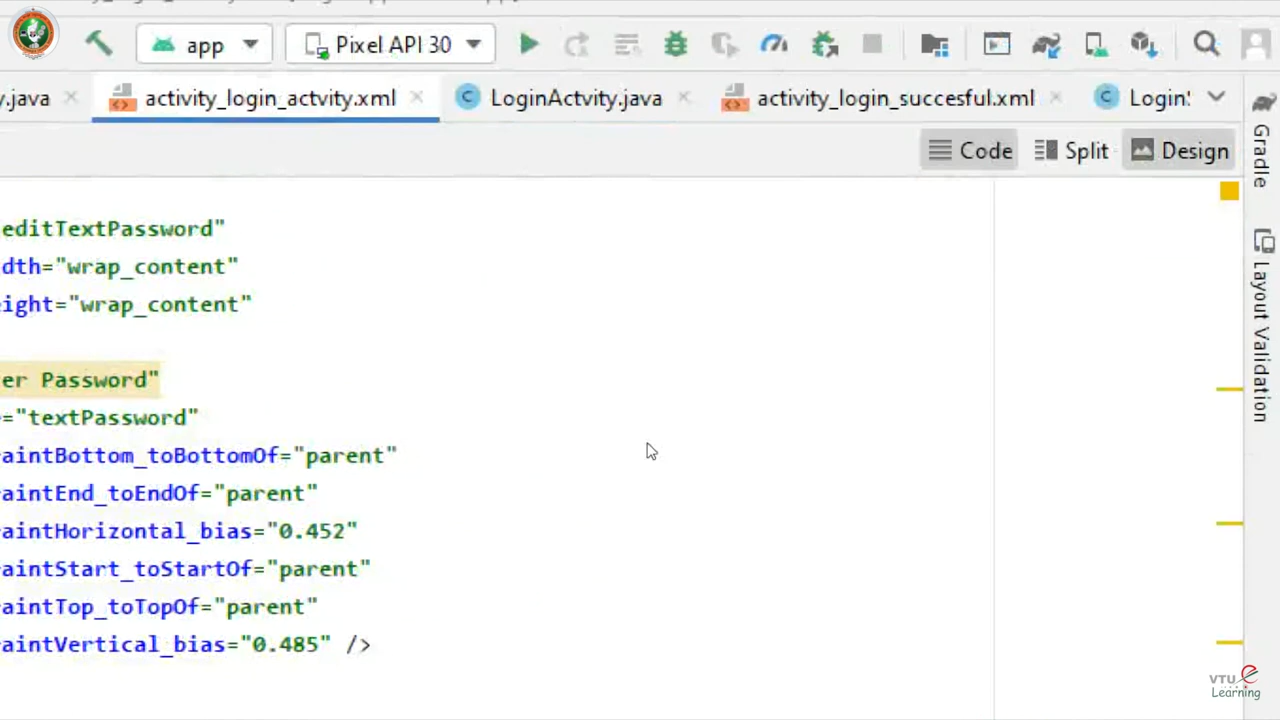 app
Pixel API 30
y.java
activity_login_actvity.xml
LoginActvity.java
activity_login_succesful.xml
LoginS
Code
Split
Design
Gradle
Layout Validation
editTextPassword"
dth="wrap_content"
eight="wrap_content"
er Password"
="textPassword"
aintBottom_toBottomOf="parent"
aintEnd_toEndOf="parent"
aintHorizontal_bias="0.452"
aintStart_toStartOf="parent"
aintTop_toTopOf="parent"
aintVertical_bias="0.485" />
VTU e
Learning